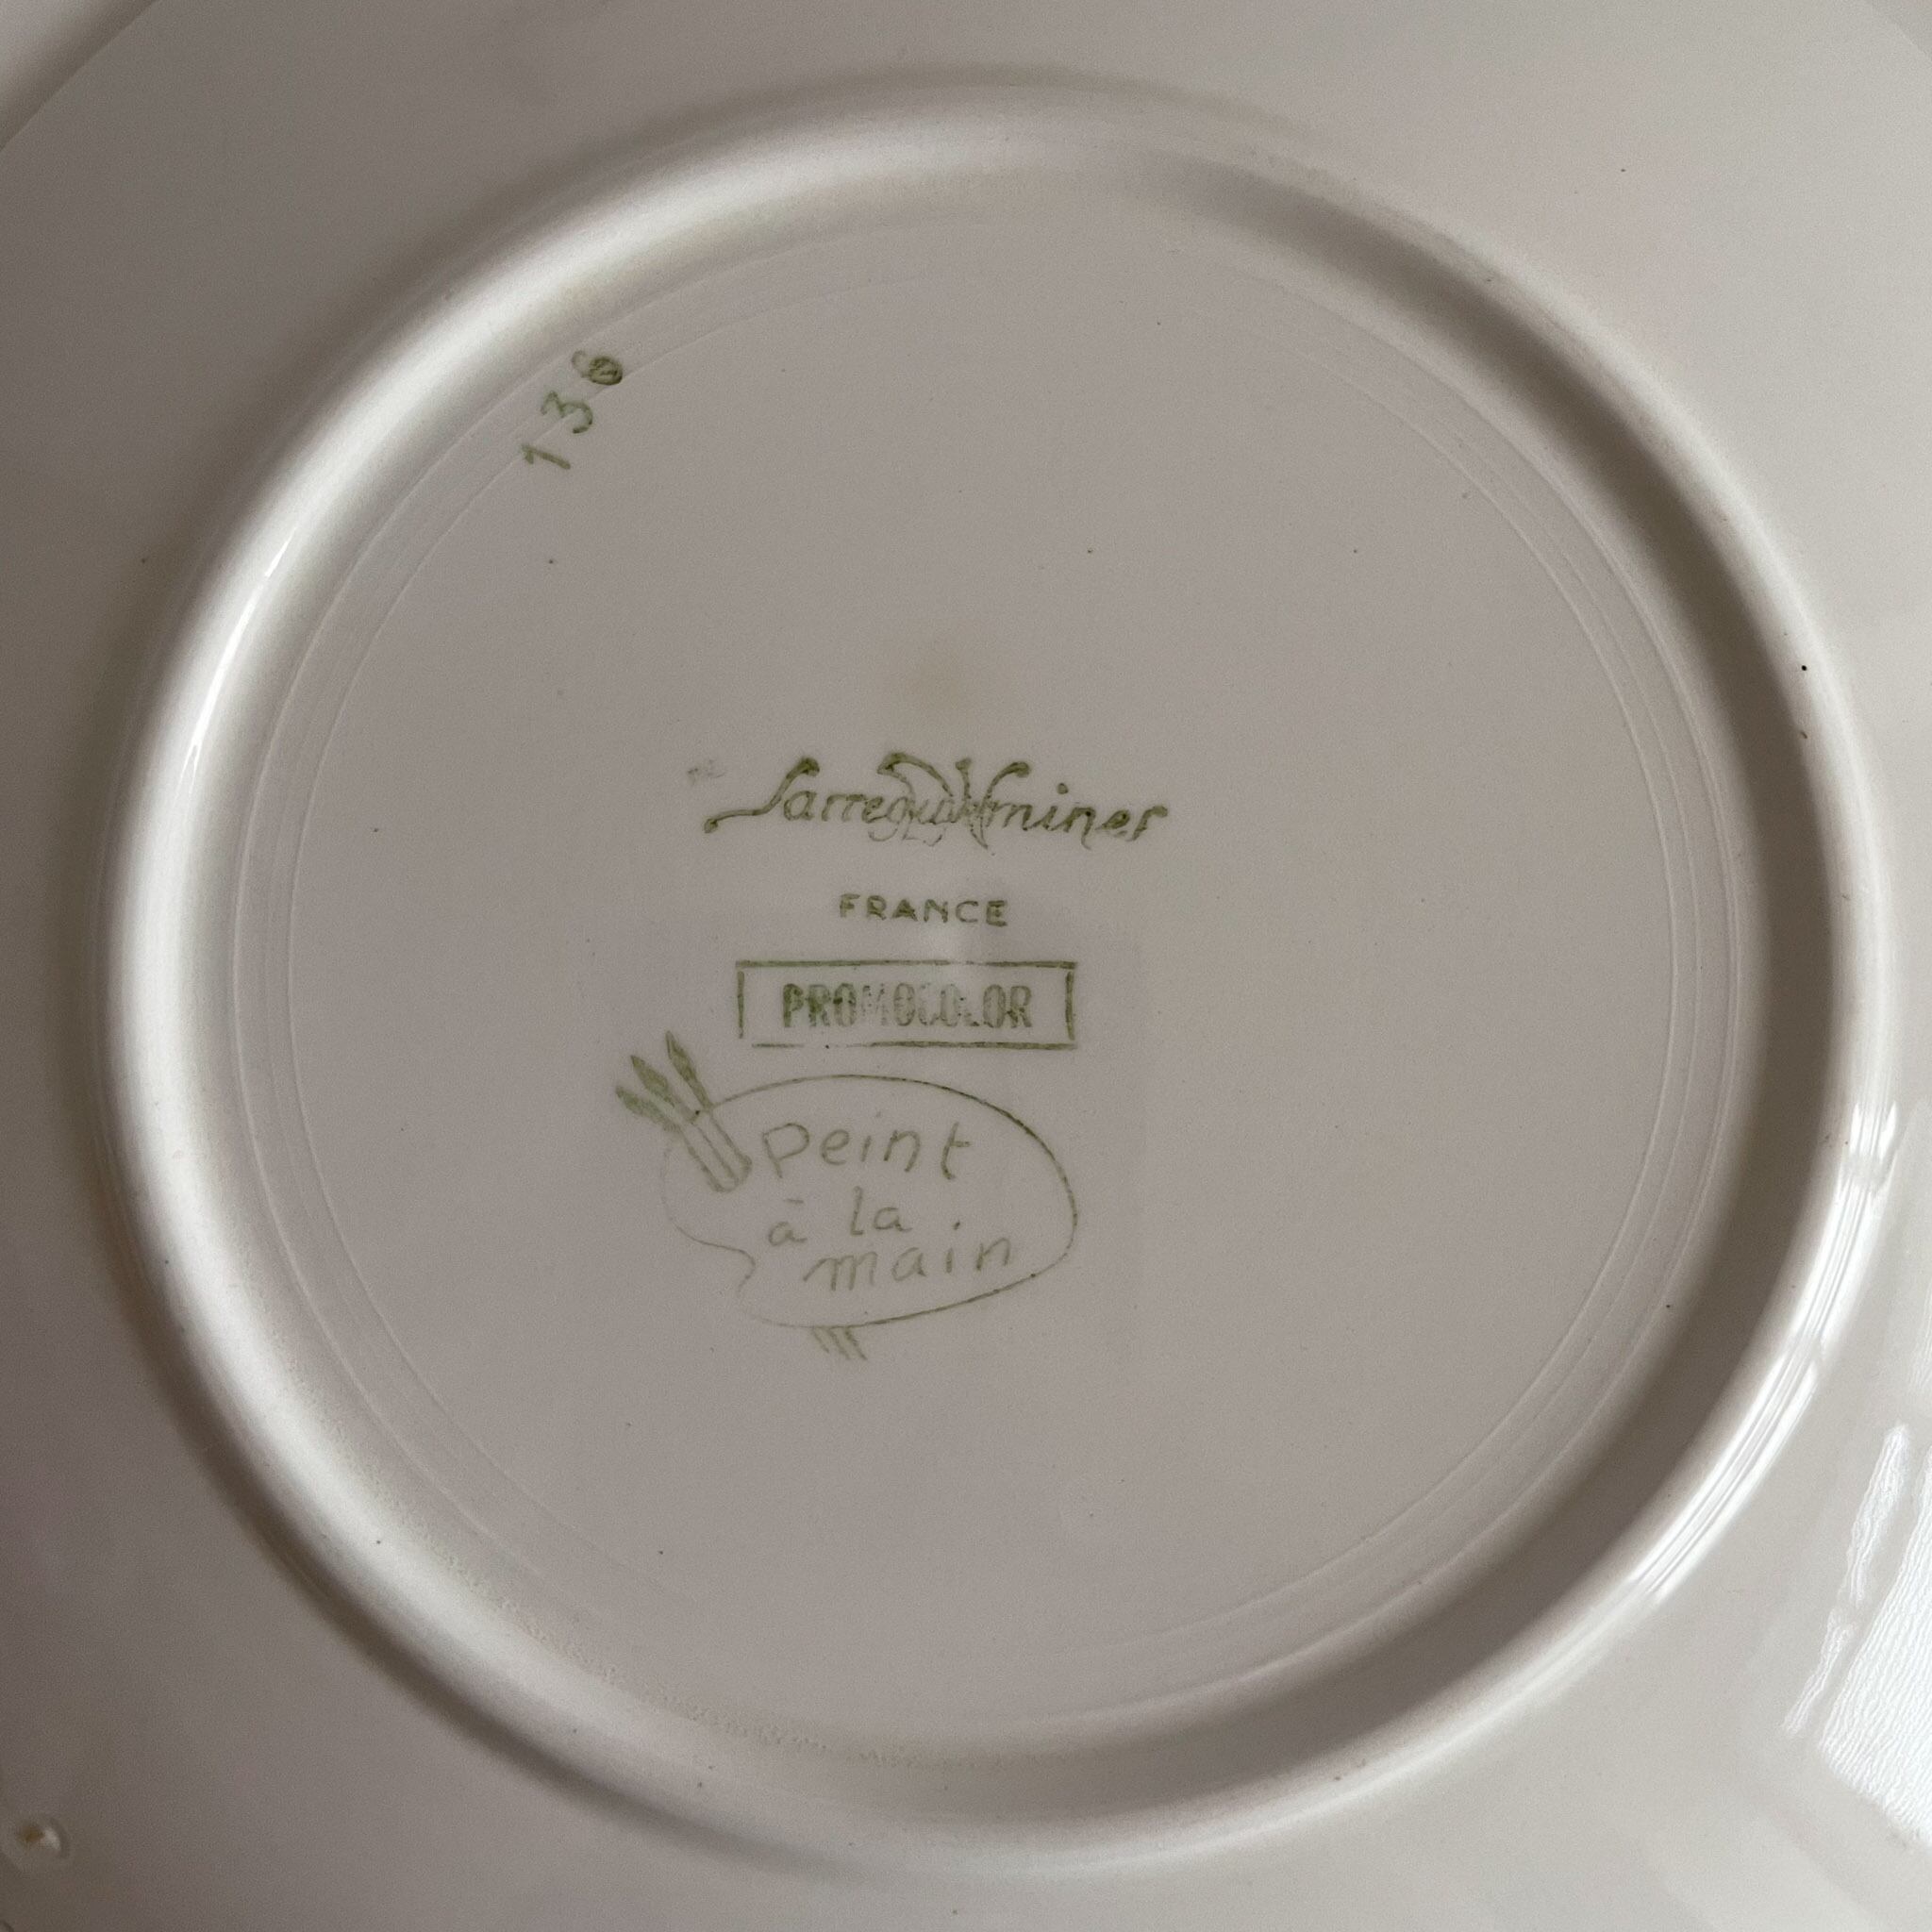 136
Sarreguemines
FRANCE
PROMOCOLOR
Peint
à la
main